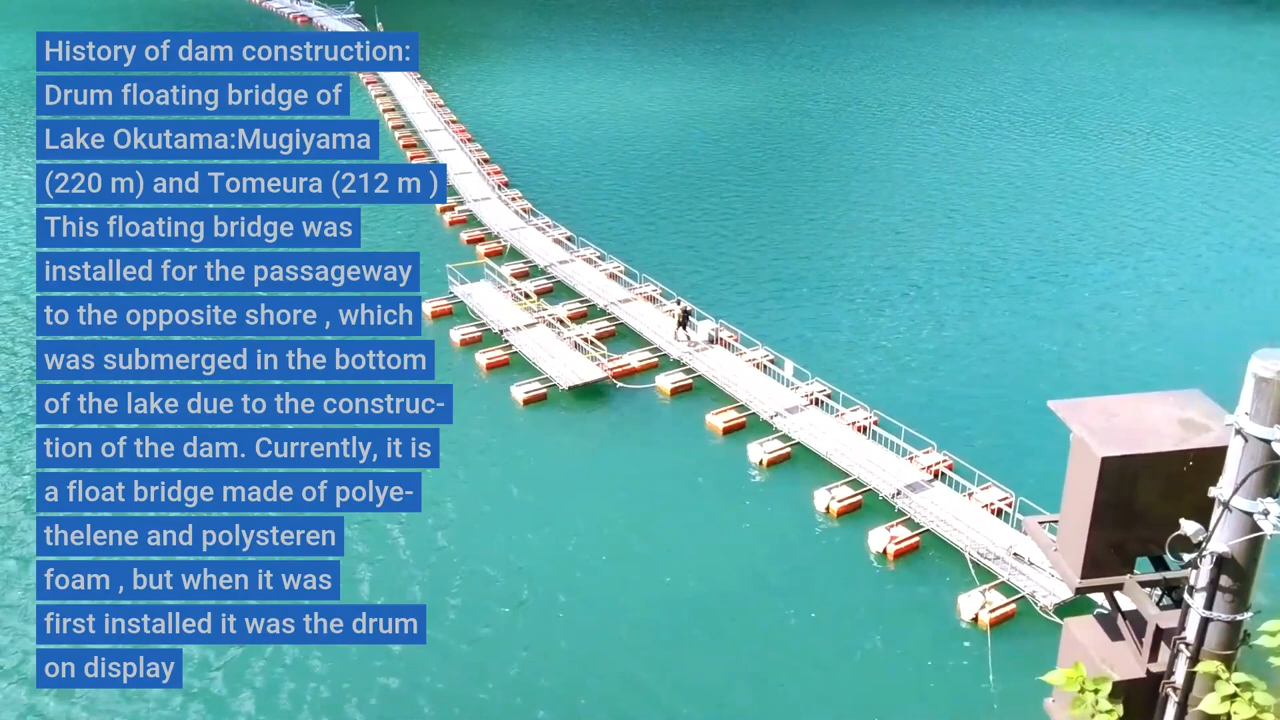 History of dam construction:
Drum floating bridge of
Lake Okutama:Mugiyama
(220 m) and Tomeura (212 m )
This floating bridge was
installed for the passageway
to the opposite shore , which
was submerged in the bottom
of the lake due to the construc-
tion of the dam. Currently, it is
a float bridge made of polye-
thelene and polysteren
foam , but when it was
first installed it was the drum
on display